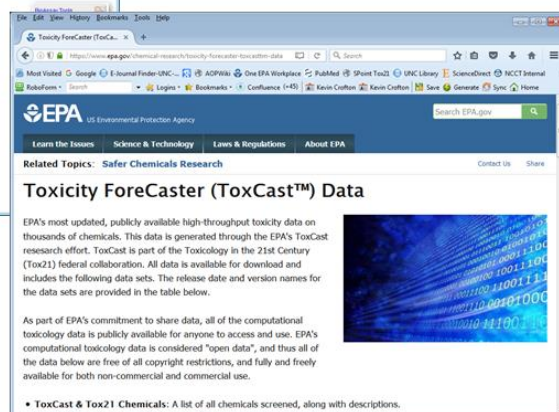 File Edit View History Bookmarks Tools Help
Toxicity ForeCaster (ToxCa... × +
https://www.epa.gov/chemical-research/toxicity-forecaster-toxcasttm-data Search
Most Visited Google E-Journal Finder-UNC-... AOPWiki One EPA Workplace PubMed SPoint Tox21 UNC Library ScienceDirect NCCT Internal
RoboForm Search Logins Bookmarks Confluence (+45) Kevin Crofton Kevin Crofton Save Generate Sync Home
EPA US Environmental Protection Agency
Search EPA.gov
Learn the Issues Science & Technology Laws & Regulations About EPA
Related Topics: Safer Chemicals Research Contact Us Share
Toxicity ForeCaster (ToxCast™) Data
EPA's most updated, publicly available high-throughput toxicity data on
thousands of chemicals. This data is generated through the EPA's ToxCast
research effort. ToxCast is part of the Toxicology in the 21st Century
(Tox21) federal collaboration. All data is available for download and
includes the following data sets. The release date and version names for
the data sets are provided in the table below.
As part of EPA's commitment to share data, all of the computational
toxicology data is publicly available for anyone to access and use. EPA's
computational toxicology data is considered "open data", and thus all of
the data below are free of all copyright restrictions, and fully and freely
available for both non-commercial and commercial use.
• ToxCast & Tox21 Chemicals: A list of all chemicals screened, along with descriptions.